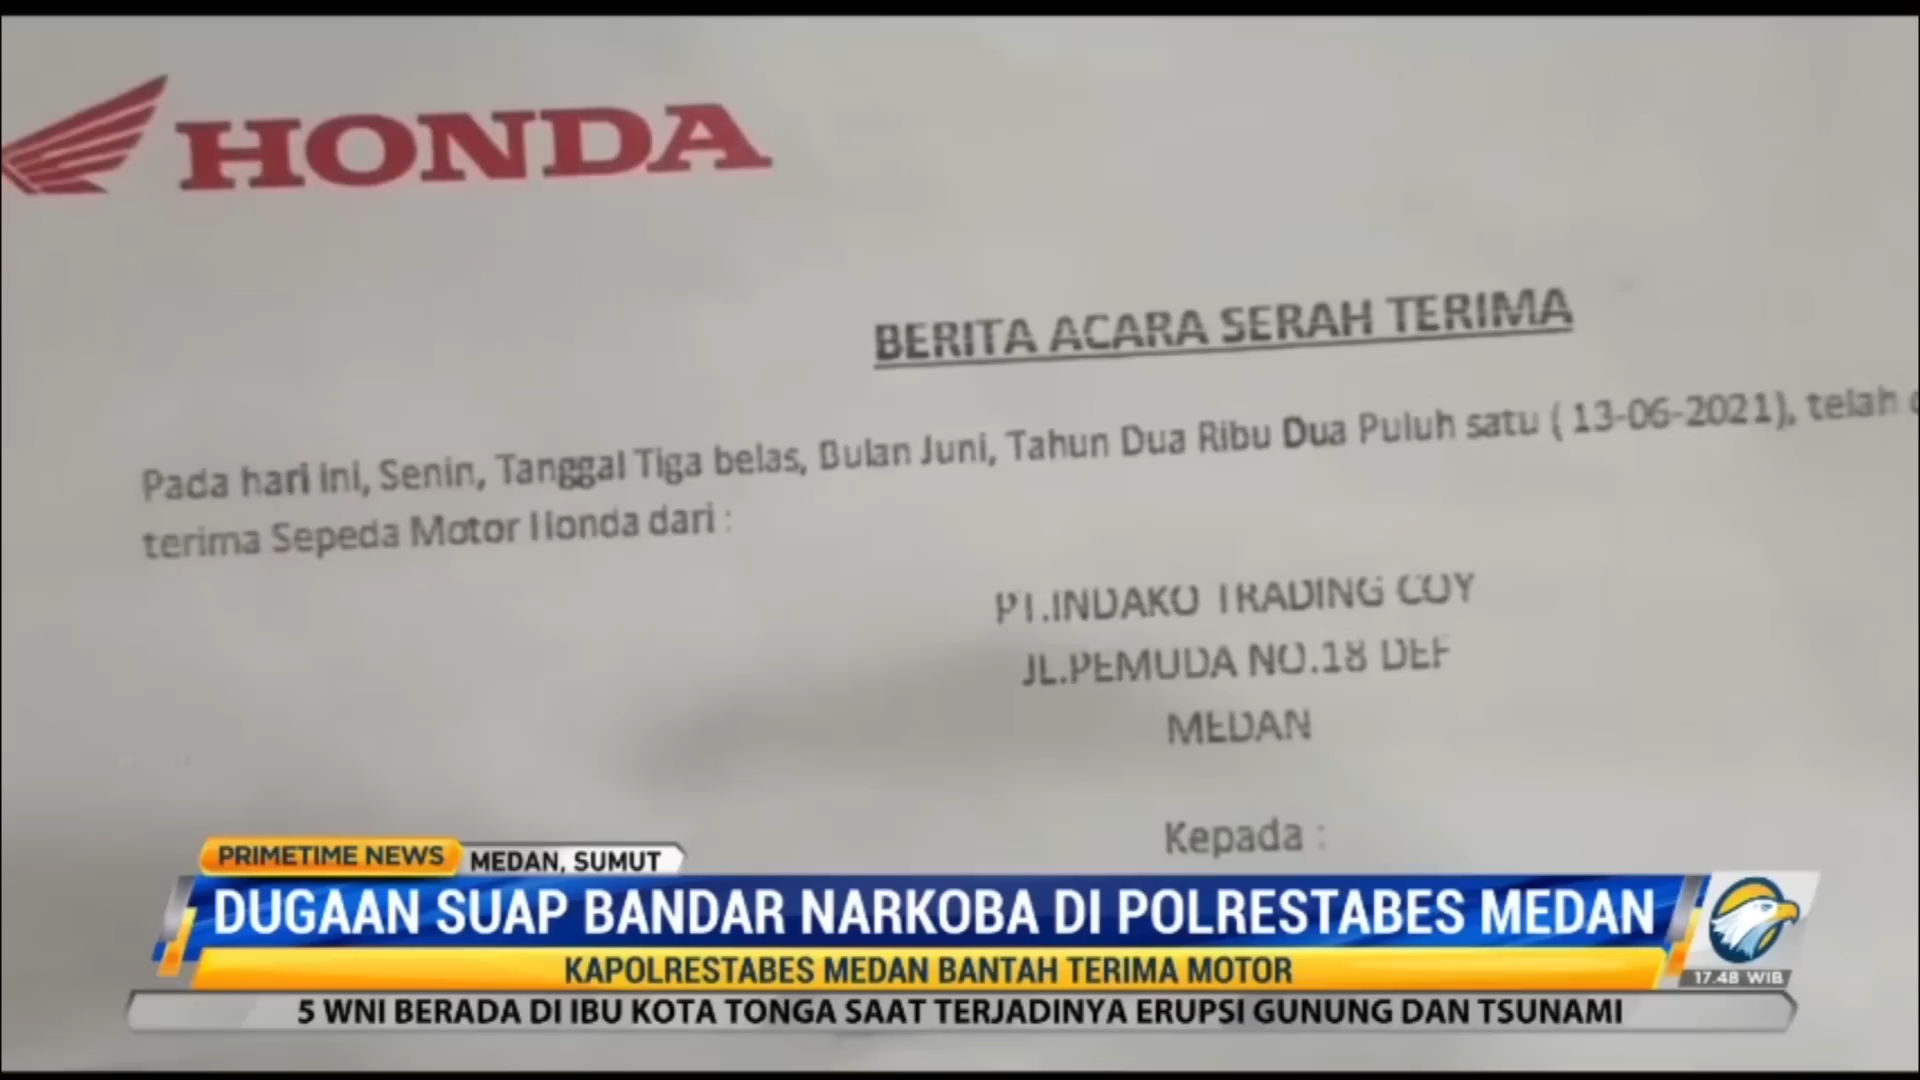 HONDA
BERITA ACARA SERAH TERIMA
Pada hari ini, Senin, Tanggal Tiga belas, Bulan Juni, Tahun Dua Ribu Dua Puluh satu ( 13-06-2021), telah
terima Sepeda Motor Honda dari :
PT.INDAKO TRADING COY
JL.PEMUDA NO.18 DEF
MEDAN
Kepada :
PRIMETIME NEWS MEDAN, SUMUT
DUGAAN SUAP BANDAR NARKOBA DI POLRESTABES MEDAN
KAPOLRESTABES MEDAN BANTAH TERIMA MOTOR
17.48 WIB
5 WNI BERADA DI IBU KOTA TONGA SAAT TERJADINYA ERUPSI GUNUNG DAN TSUNAMI